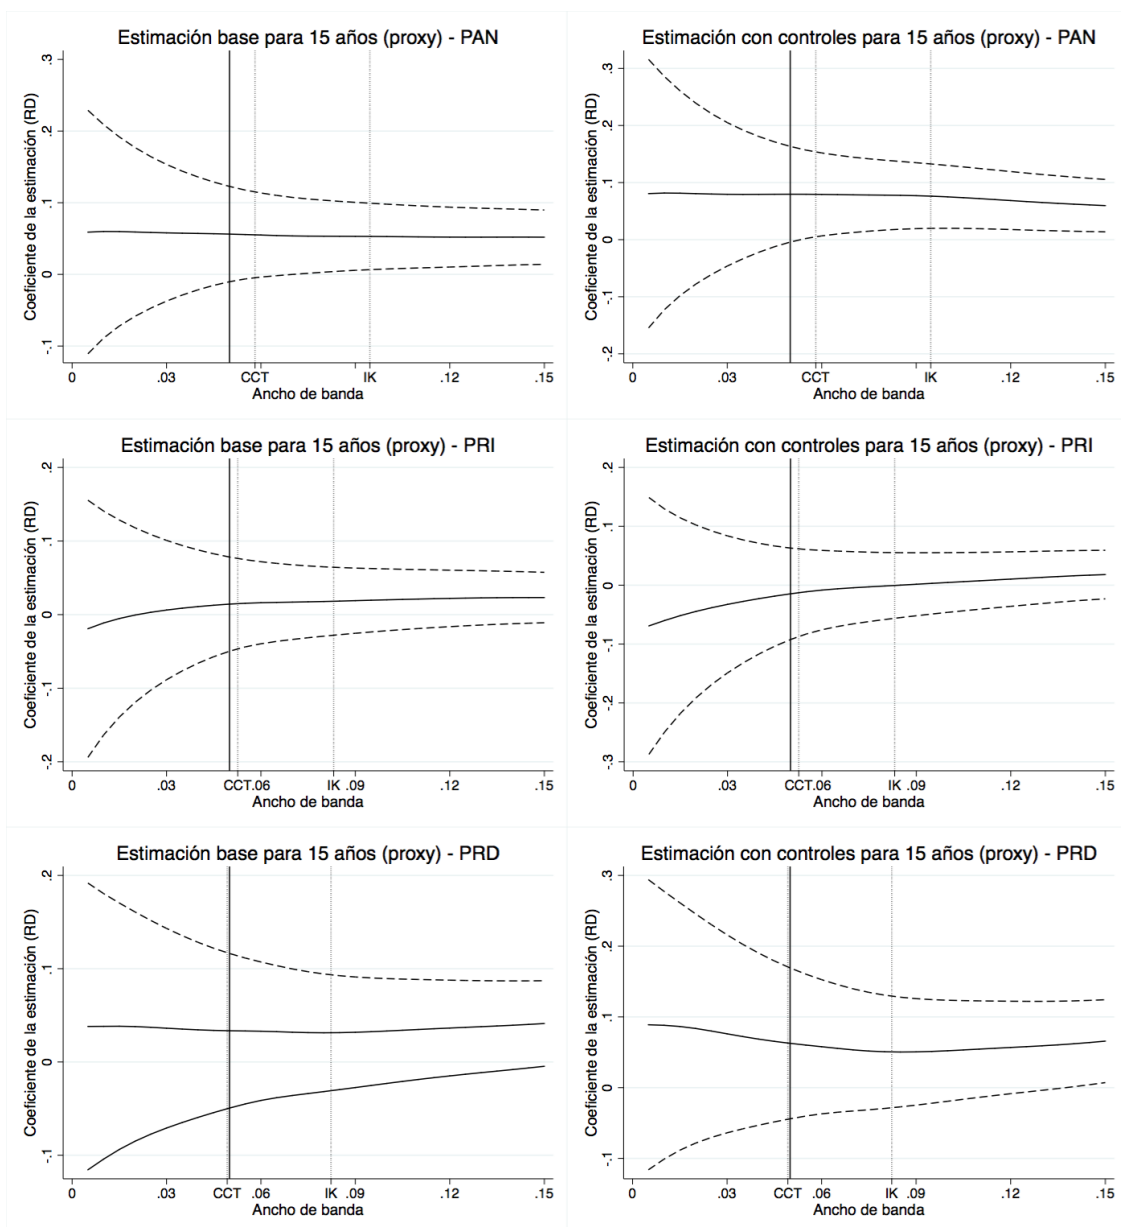 Estimación base para 15 años (proxy) - PAN
Coeficiente de la estimación (RD)
.3
.2
.1
0
-.1
0 .03 CCT IK .12 .15
Ancho de banda
Estimación con controles para 15 años (proxy) - PAN
Coeficiente de la estimación (RD)
.3
.2
.1
0
-.1
-.2
0 .03 CCT IK .12 .15
Ancho de banda
Estimación base para 15 años (proxy) - PRI
Coeficiente de la estimación (RD)
.2
.1
0
-.1
-.2
0 .03 CCT .06 IK .09 .12 .15
Ancho de banda
Estimación con controles para 15 años (proxy) - PRI
Coeficiente de la estimación (RD)
.2
.1
0
-.1
-.2
-.3
0 .03 CCT .06 IK .09 .12 .15
Ancho de banda
Estimación base para 15 años (proxy) - PRD
Coeficiente de la estimación (RD)
.2
.1
0
-.1
0 .03 CCT .06 IK .09 .12 .15
Ancho de banda
Estimación con controles para 15 años (proxy) - PRD
Coeficiente de la estimación (RD)
.3
.2
.1
0
-.1
0 .03 CCT .06 IK .09 .12 .15
Ancho de banda